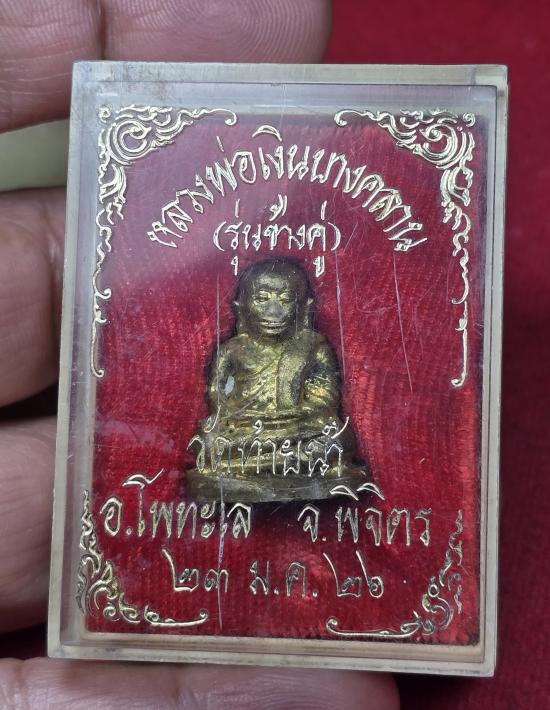 หลวงพ่อเงินบางคลาน
(รุ่นช้างคู่)
วัดท้ายน้ำ
อ.โพทะเล จ.พิจิตร
๒๓ ม.ค. ๒๖